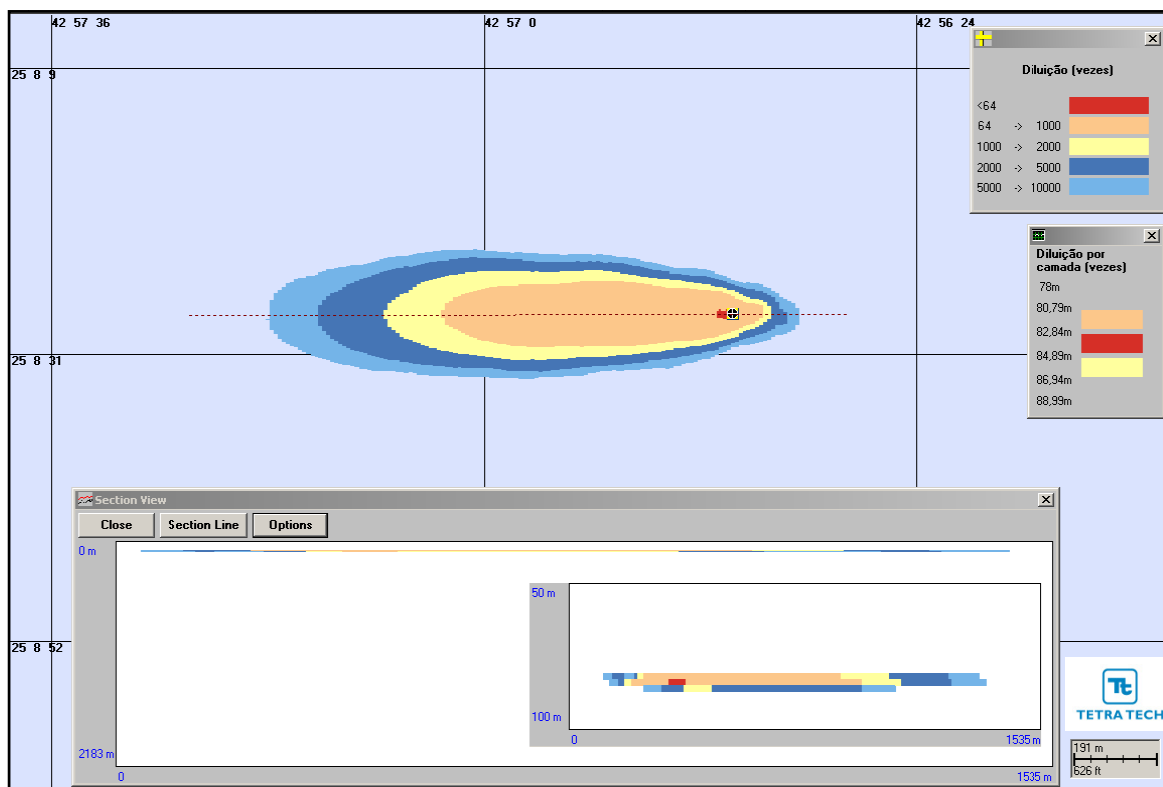 42 57 36
42 57 0
42 56 24
25 8 9
25 8 31
25 8 52
Diluição (vezes)
<64
64 -> 1000
1000 -> 2000
2000 -> 5000
5000 -> 10000
Diluição por
camada (vezes)
78m
80,79m
82,84m
84,89m
86,94m
88,99m
Section View
Close
Section Line
Options
0 m
2183 m
0
1535 m
50 m
100 m
0
1535 m
Tt
TETRA TECH
191 m
626 ft